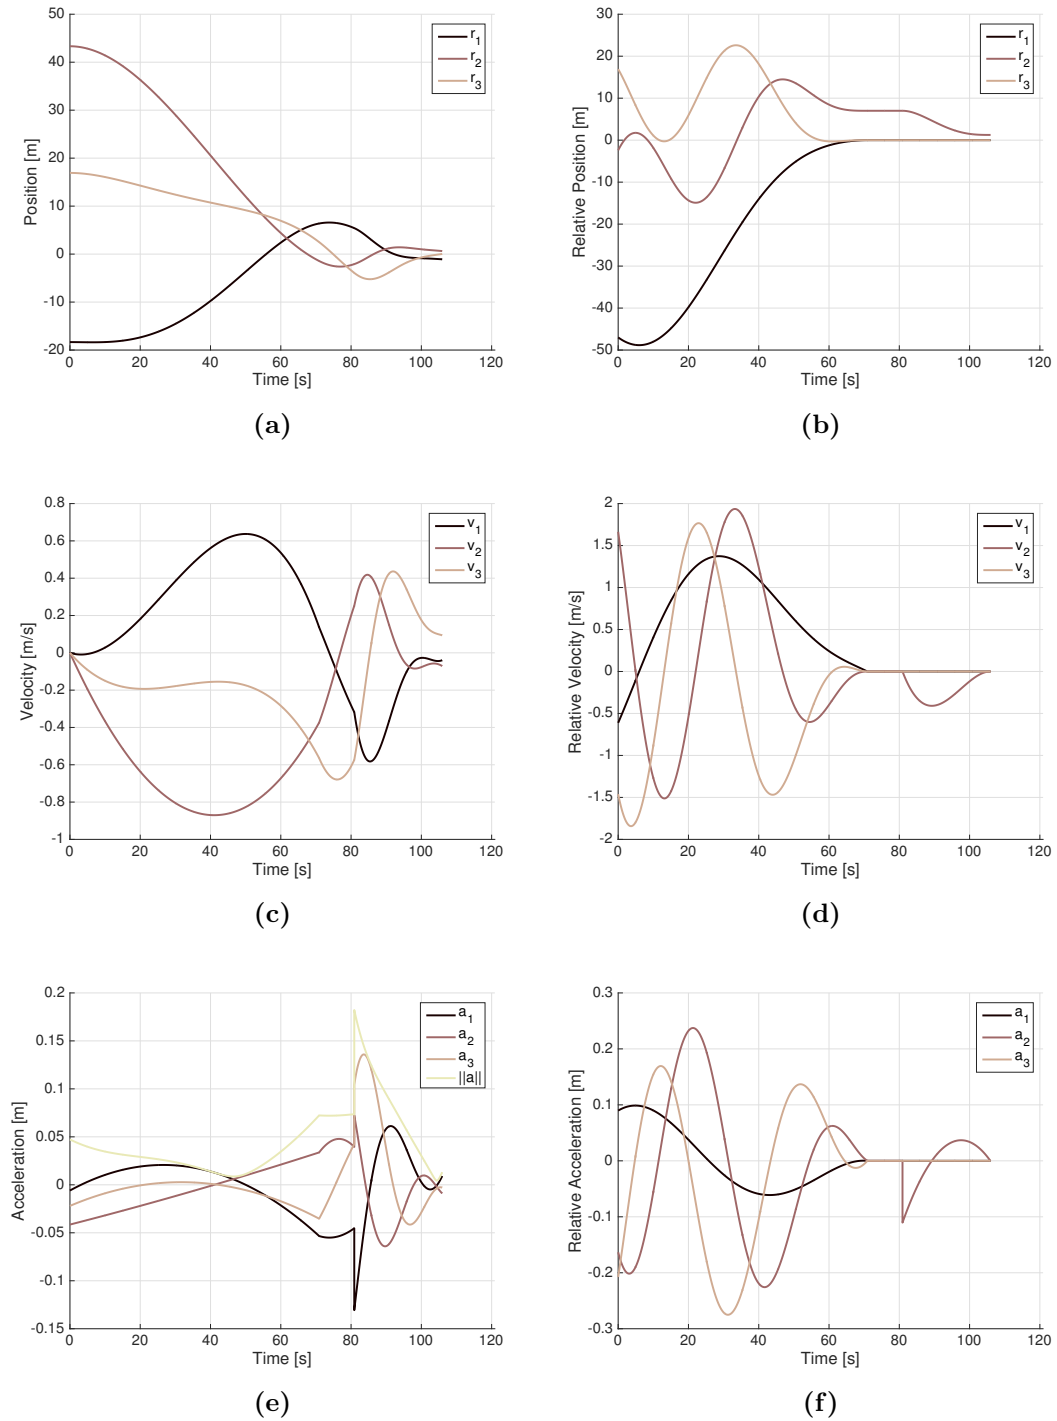 50
40
30
20
10
0
-10
-20
0 20 40 60 80 100 120
Position [m]
Time [s]
r1
r2
r3
(a)
30
20
10
0
-10
-20
-30
-40
-50
0 20 40 60 80 100 120
Relative Position [m]
Time [s]
r1
r2
r3
(b)
0.8
0.6
0.4
0.2
0
-0.2
-0.4
-0.6
-0.8
-1
0 20 40 60 80 100 120
Velocity [m/s]
Time [s]
v1
v2
v3
(c)
2
1.5
1
0.5
0
-0.5
-1
-1.5
-2
0 20 40 60 80 100 120
Relative Velocity [m/s]
Time [s]
v1
v2
v3
(d)
0.2
0.15
0.1
0.05
0
-0.05
-0.1
-0.15
0 20 40 60 80 100 120
Acceleration [m]
Time [s]
a1
a2
a3
||a||
(e)
0.3
0.2
0.1
0
-0.1
-0.2
-0.3
0 20 40 60 80 100 120
Relative Acceleration [m]
Time [s]
a1
a2
a3
(f)